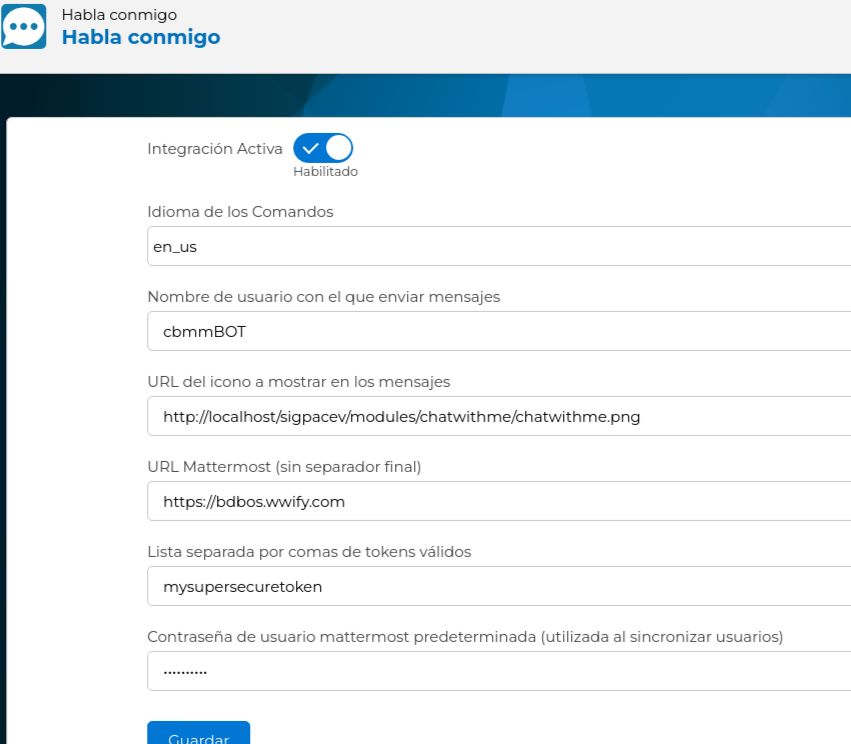 Habla conmigo
Habla conmigo
Integración Activa
Habilitado
Idioma de los Comandos
en_us
Nombre de usuario con el que enviar mensajes
cbmmBOT
URL del icono a mostrar en los mensajes
http://localhost/sigpacev/modules/chatwithme/chatwithme.png
URL Mattermost (sin separador final)
https://bdbos.wwify.com
Lista separada por comas de tokens válidos
mysupersecuretoken
Contraseña de usuario mattermost predeterminada (utilizada al sincronizar usuarios)
..........
Guardar